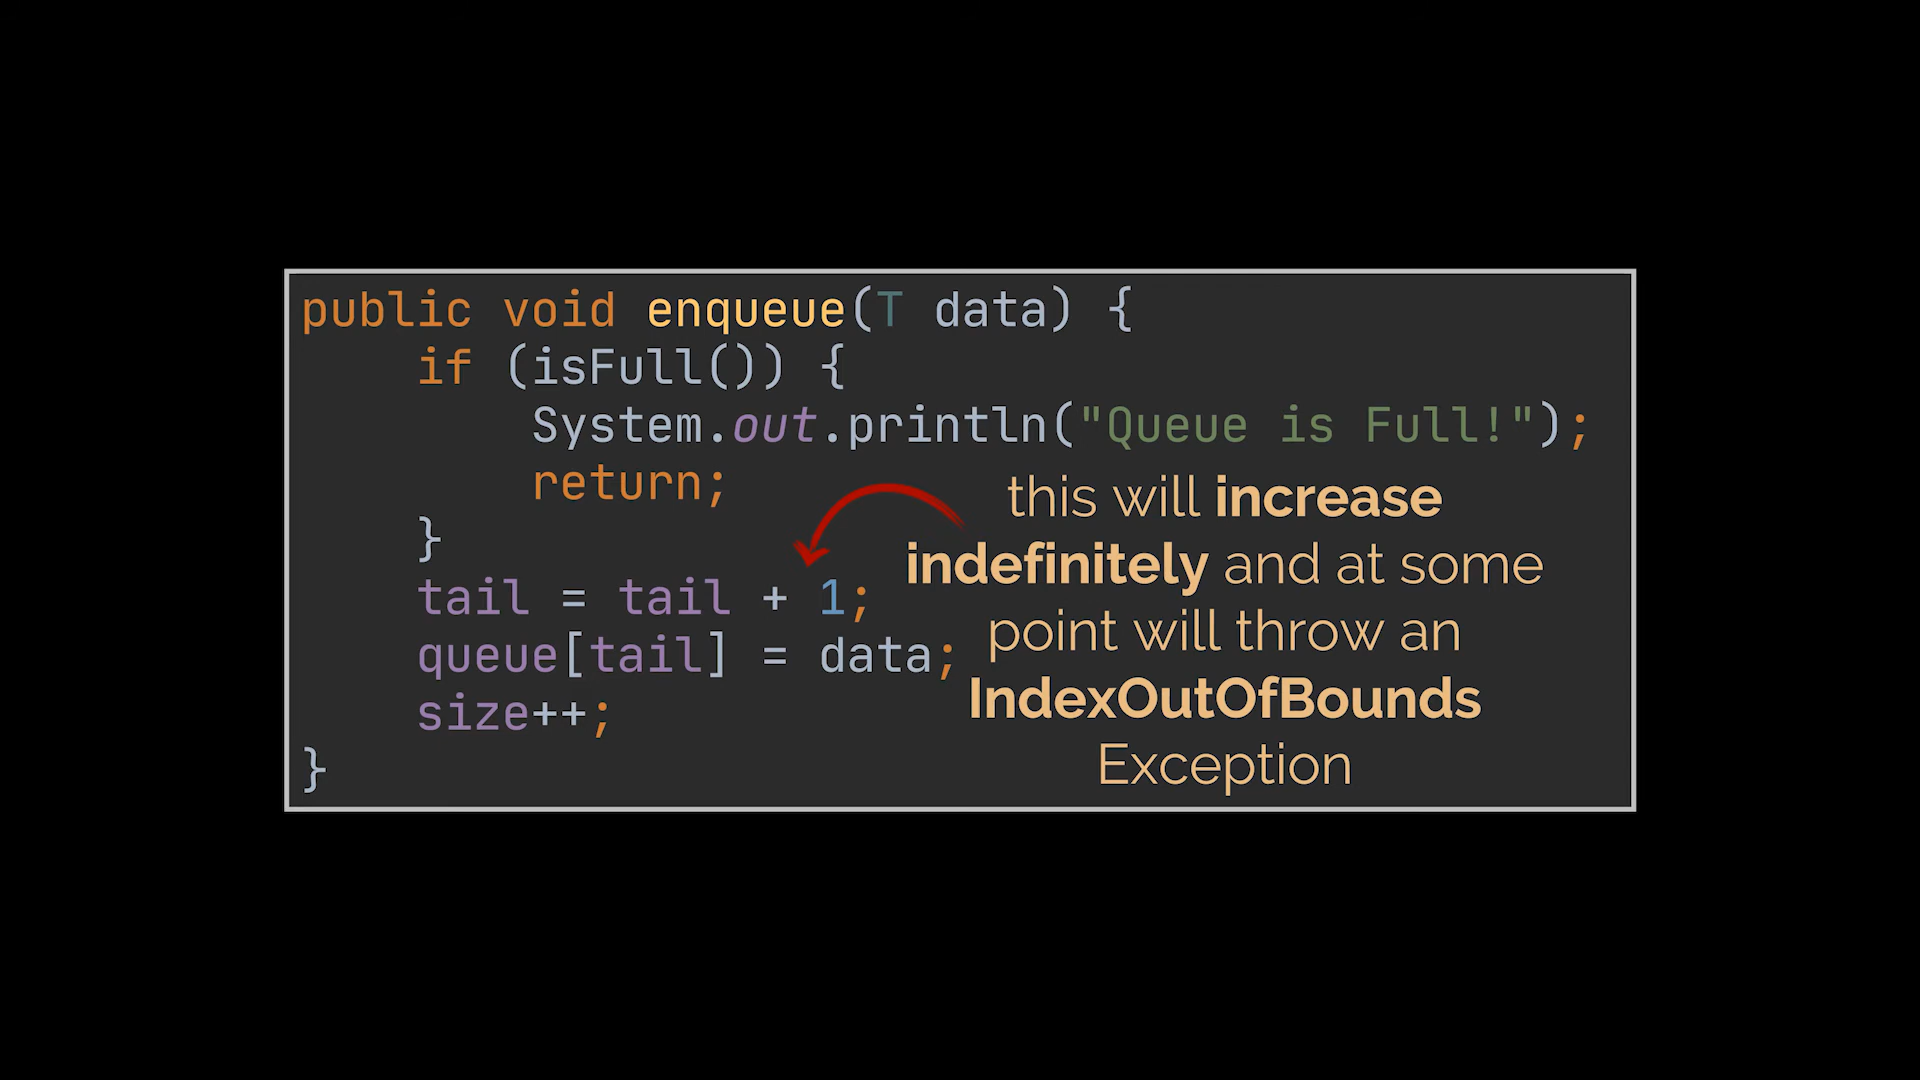 public void enqueue(T data) {
if (isFull()) {
System.out.println("Queue is Full!");
return;
}
tail = tail + 1;
queue[tail] = data;
size++;
}
this will increase
indefinitely and at some
point will throw an
IndexOutOfBounds
Exception